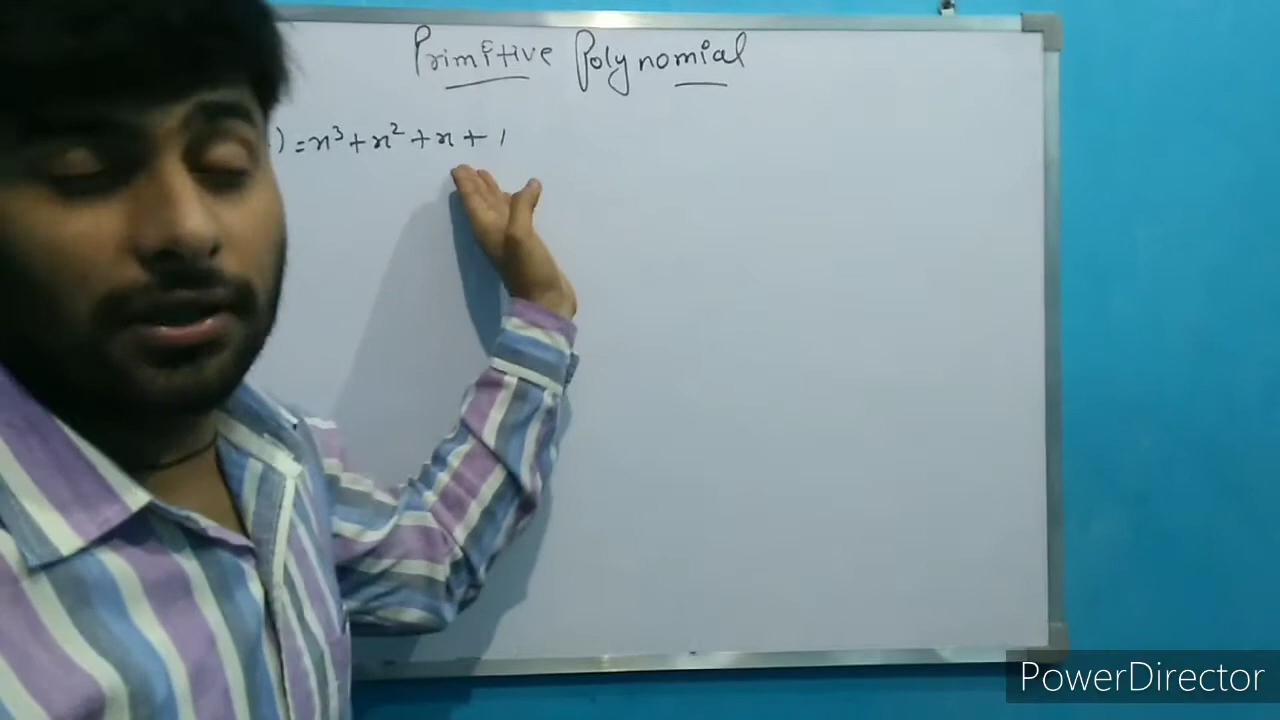 Primitive Polynomial
) = x³ + x² + x + 1
PowerDirector